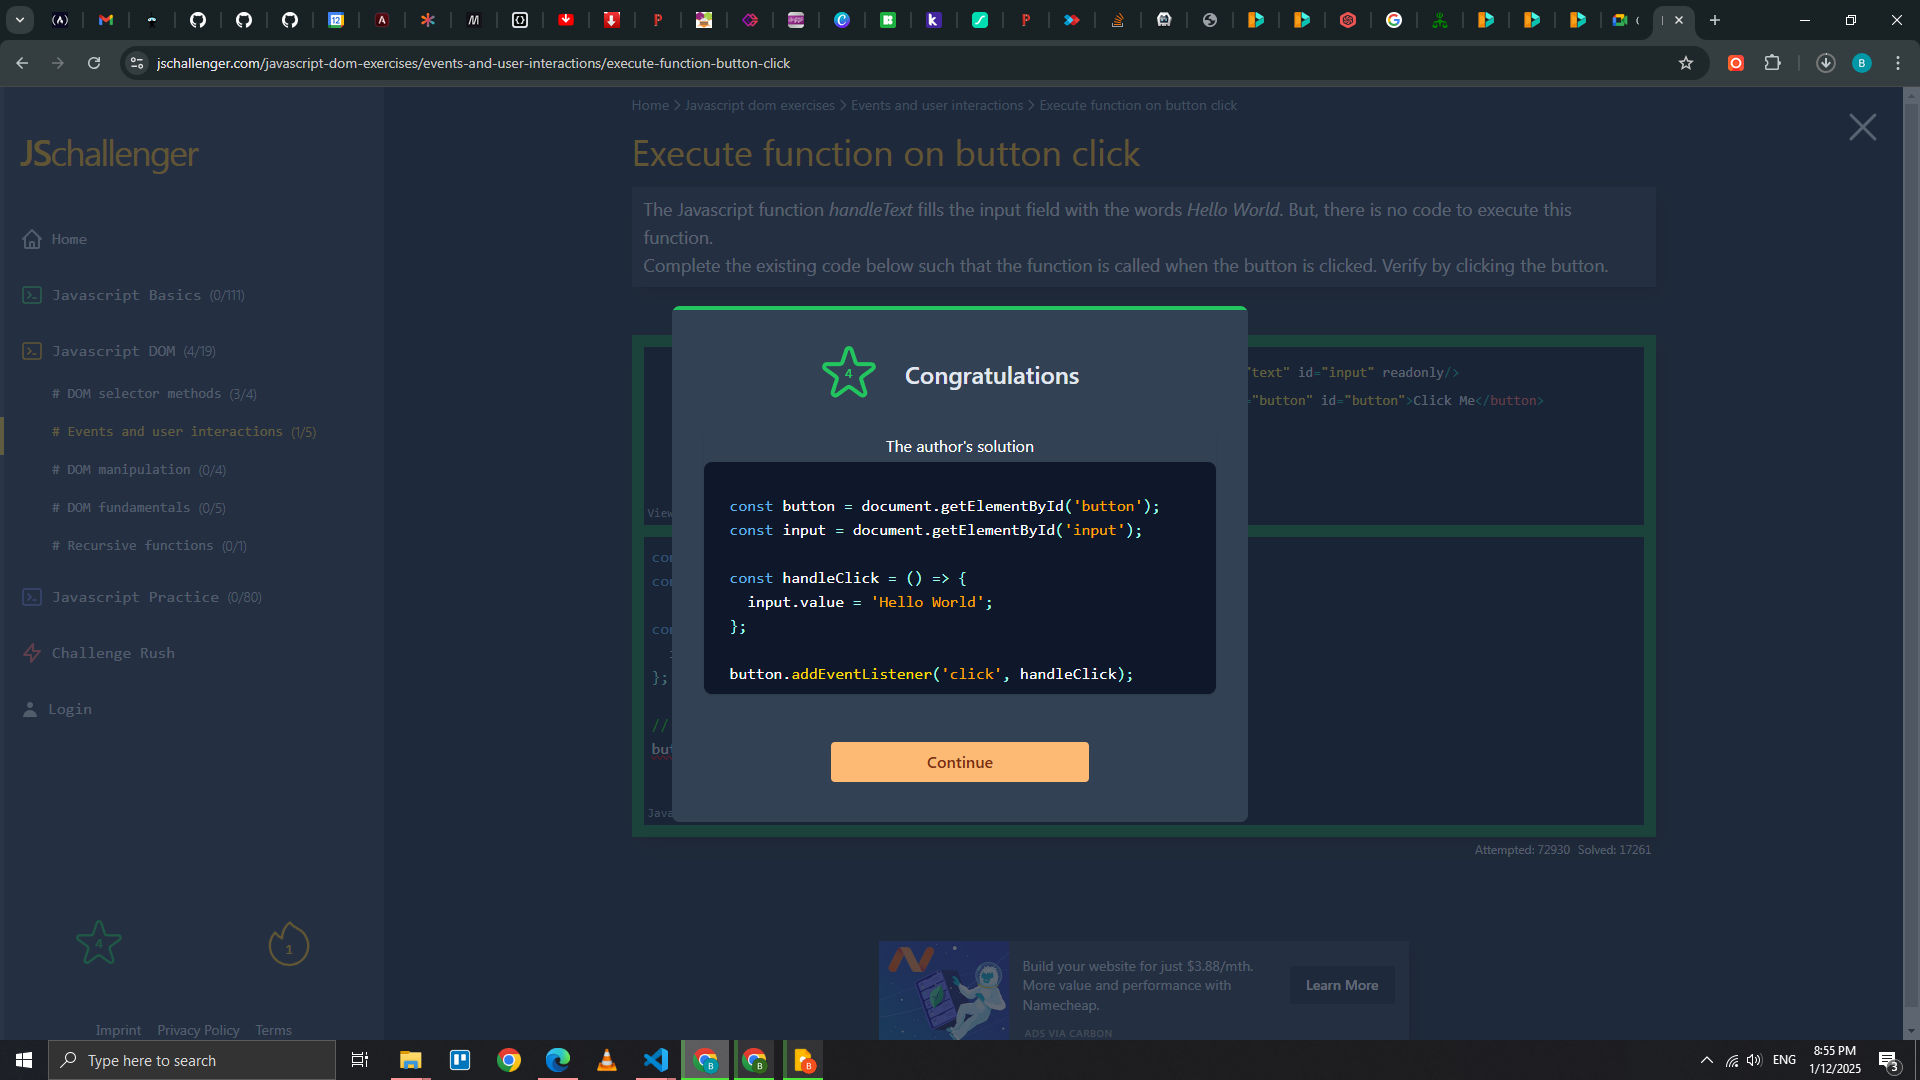 jschallenger.com/javascript-dom-exercises/events-and-user-interactions/execute-function-button-click
B
JSchallenger
Home
Javascript Basics (0/111)
Javascript DOM (4/19)
# DOM selector methods (3/4)
# Events and user interactions (1/5)
# DOM manipulation (0/4)
# DOM fundamentals (0/5)
# Recursive functions (0/1)
Javascript Practice (0/80)
Challenge Rush
Login
4
1
Imprint Privacy Policy Terms
Home > Javascript dom exercises > Events and user interactions > Execute function on button click
Execute function on button click
The Javascript function handleText fills the input field with the words Hello World. But, there is no code to execute this
function.
Complete the existing code below such that the function is called when the button is clicked. Verify by clicking the button.
"text" id="input" readonly/>
="button" id="button">Click Me</button>
View
con
con
con
};
//
but
Java
4
Congratulations
The author's solution
const button = document.getElementById('button');
const input = document.getElementById('input');
const handleClick = () => {
input.value = 'Hello World';
};
button.addEventListener('click', handleClick);
Continue
Attempted: 72930 Solved: 17261
Build your website for just $3.88/mth.
More value and performance with
Namecheap.
ADS VIA CARBON
Learn More
Type here to search
ENG
8:55 PM
1/12/2025
3